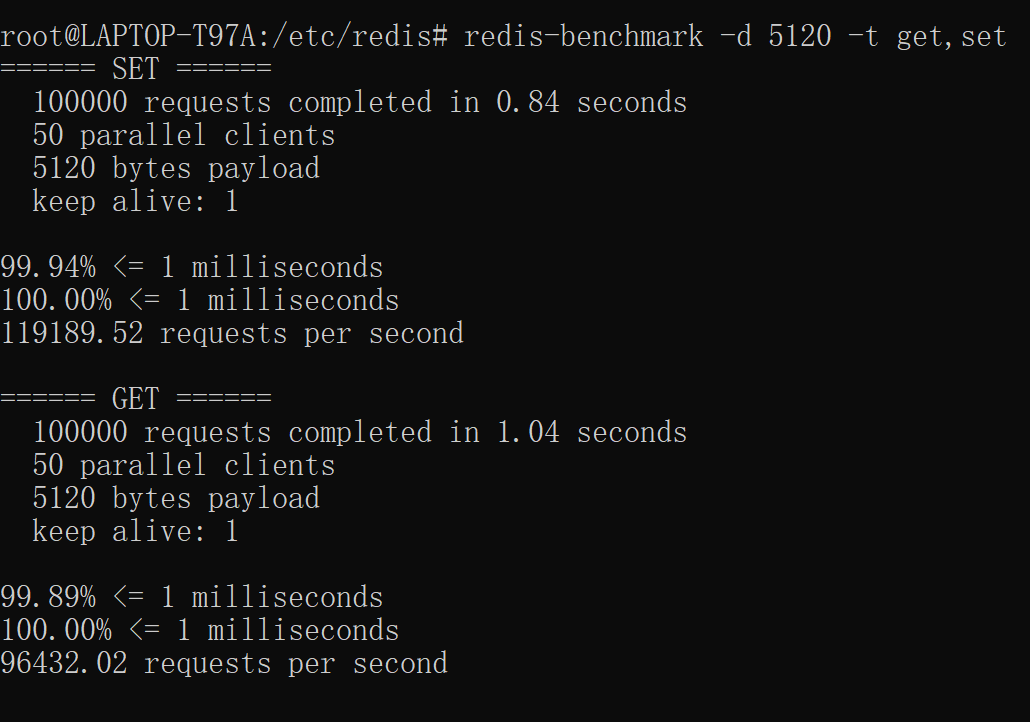 root@LAPTOP-T97A:/etc/redis# redis-benchmark -d 5120 -t get,set
====== SET ======
  100000 requests completed in 0.84 seconds
  50 parallel clients
  5120 bytes payload
  keep alive: 1

99.94% <= 1 milliseconds
100.00% <= 1 milliseconds
119189.52 requests per second

====== GET ======
  100000 requests completed in 1.04 seconds
  50 parallel clients
  5120 bytes payload
  keep alive: 1

99.89% <= 1 milliseconds
100.00% <= 1 milliseconds
96432.02 requests per second